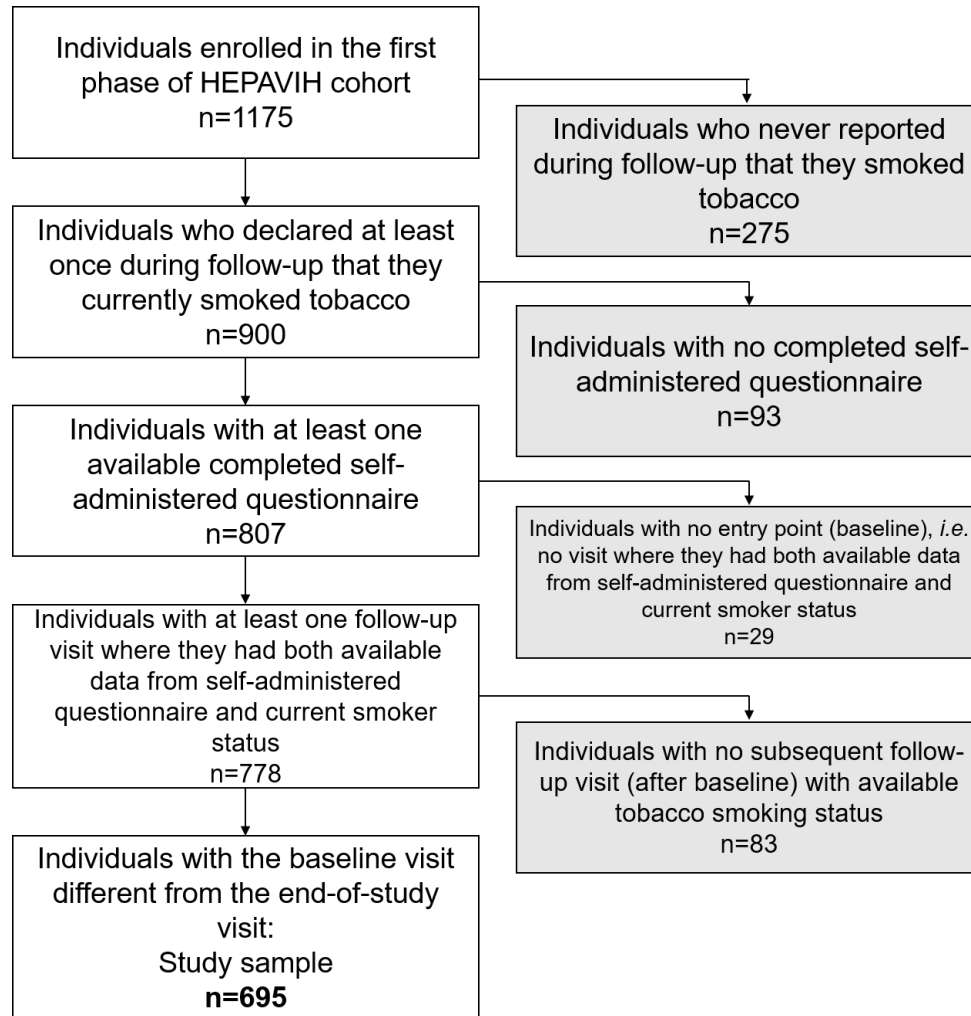 Individuals enrolled in the first
phase of HEPAVIH cohort
n=1175
Individuals who never reported
during follow-up that they smoked
tobacco
n=275
Individuals who declared at least
once during follow-up that they
currently smoked tobacco
n=900
Individuals with no completed self-
administered questionnaire
n=93
Individuals with at least one
available completed self-
administered questionnaire
n=807
Individuals with no entry point (baseline), i.e.
no visit where they had both available data
from self-administered questionnaire and
current smoker status
n=29
Individuals with at least one follow-up
visit where they had both available
data from self-administered
questionnaire and current smoker
status
n=778
Individuals with no subsequent follow-
up visit (after baseline) with available
tobacco smoking status
n=83
Individuals with the baseline visit
different from the end-of-study
visit:
Study sample
n=695